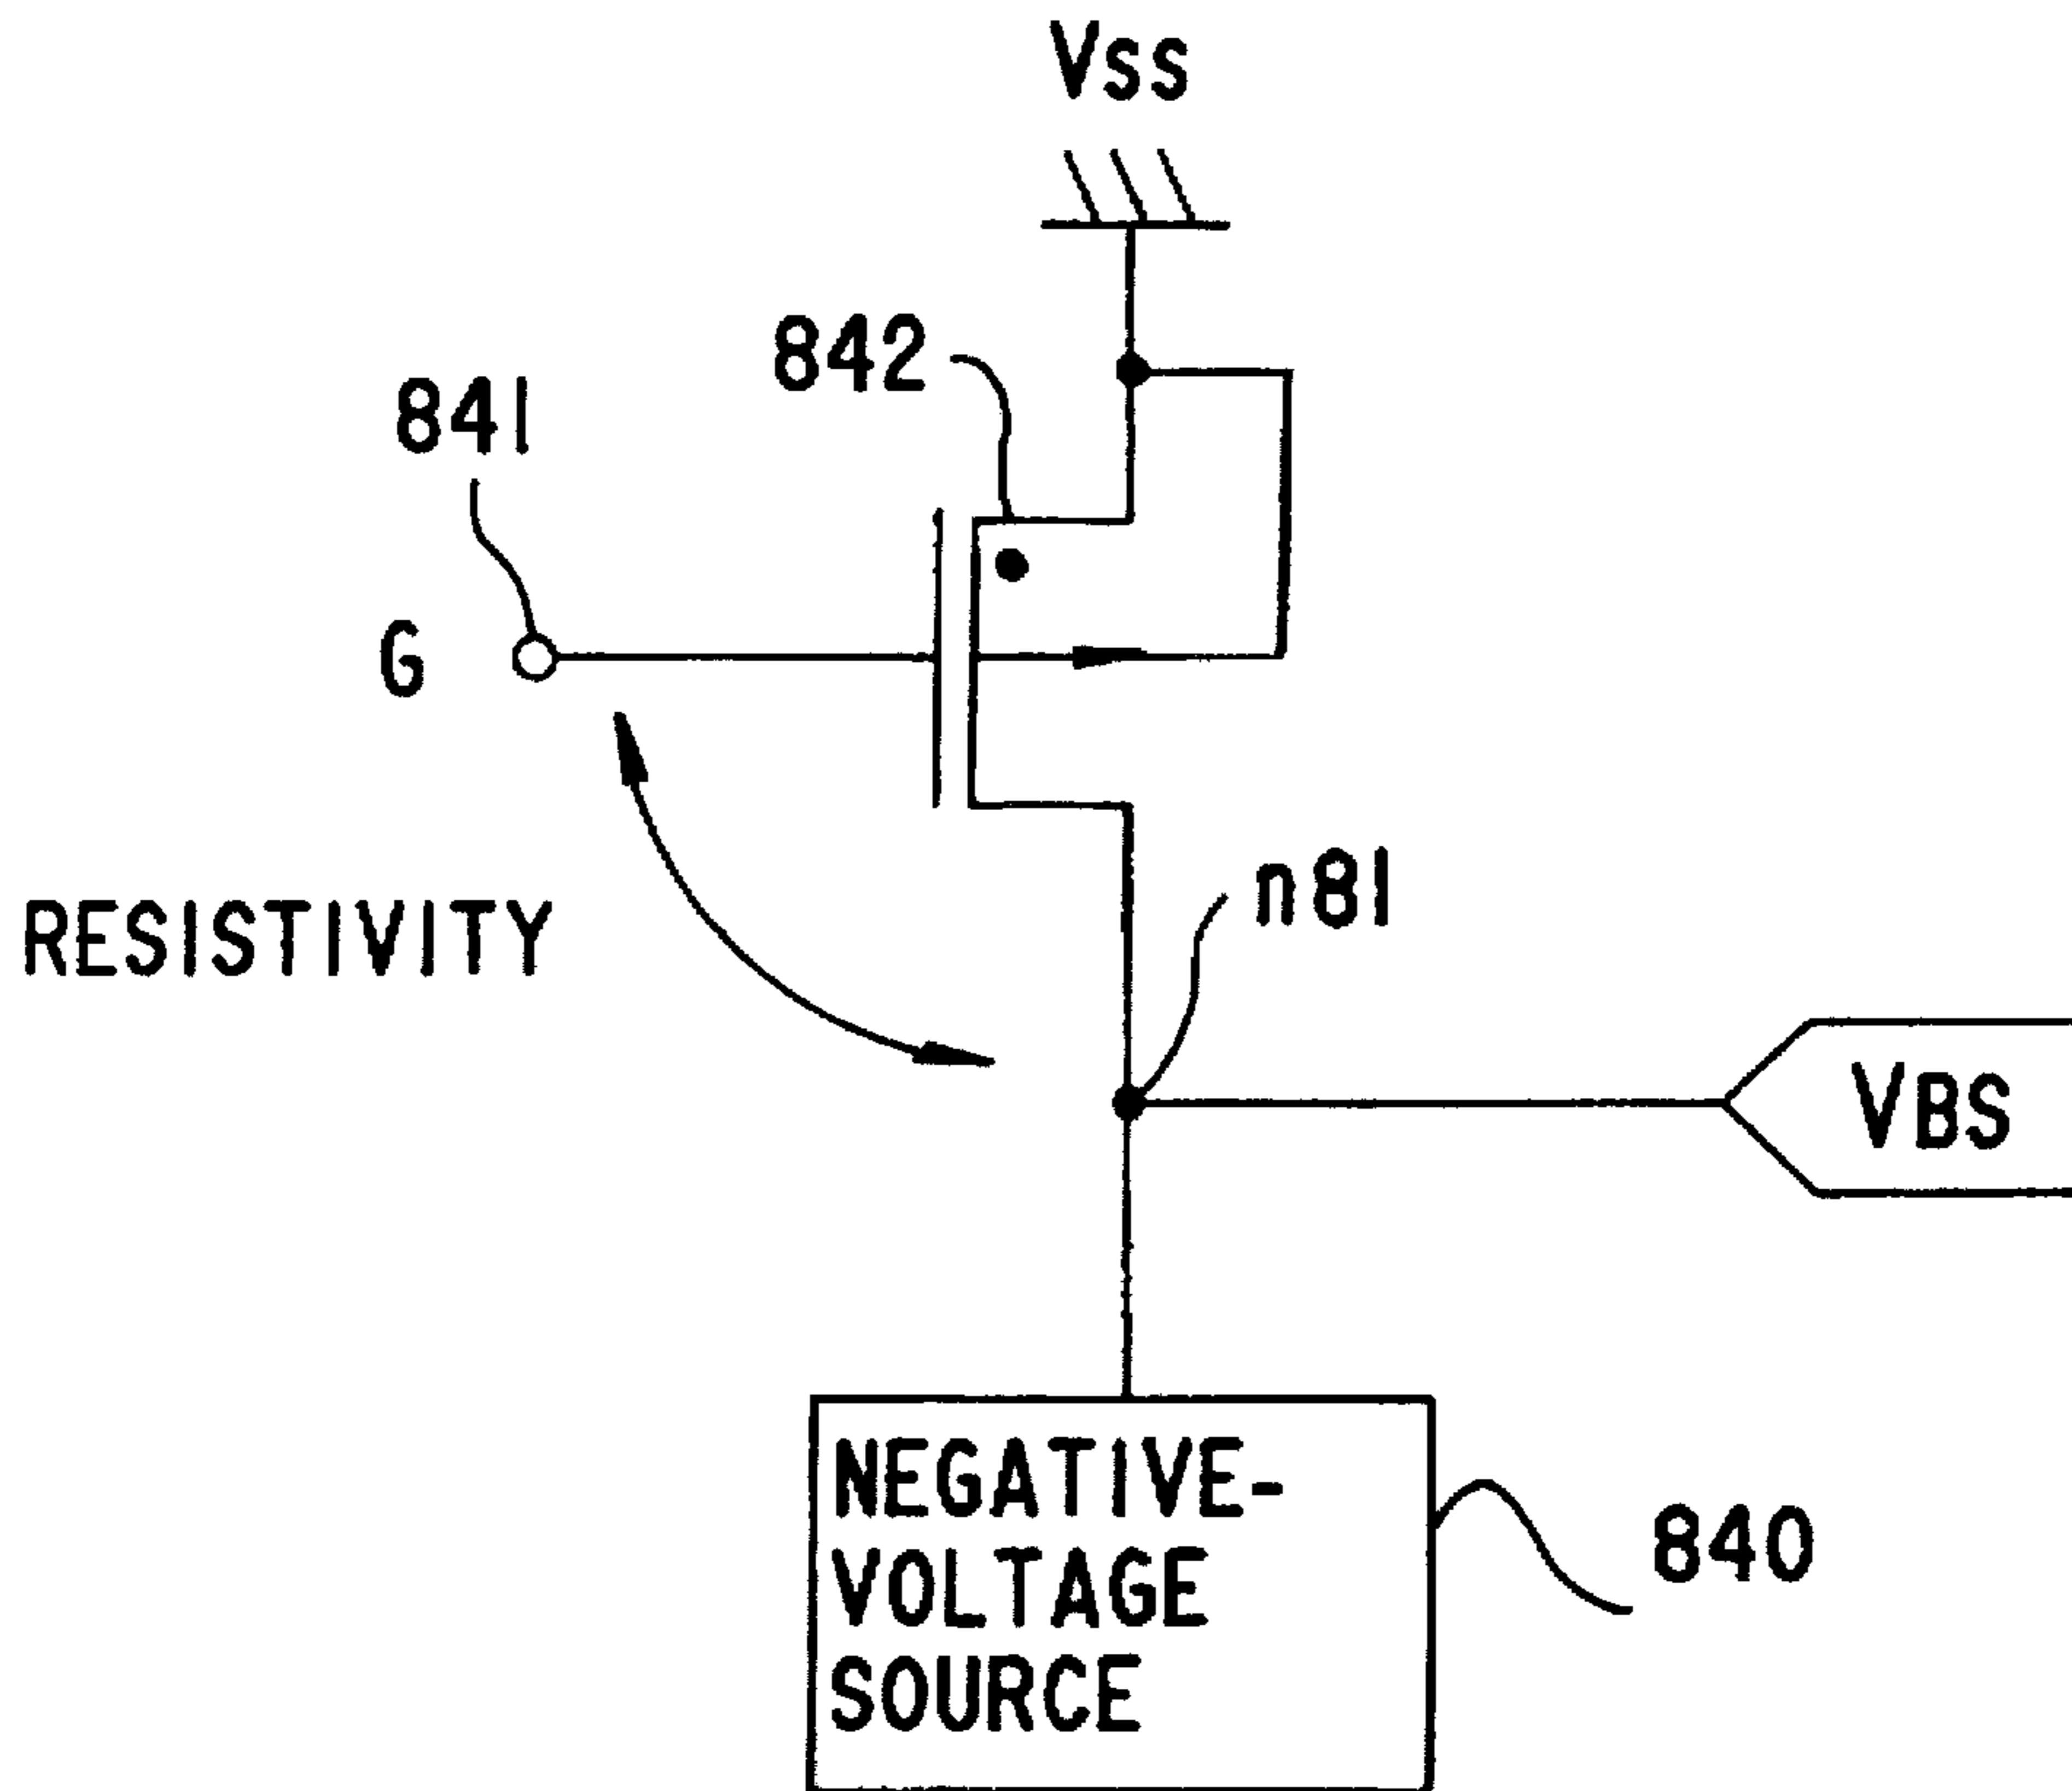 Vss
842
841
G
n81
RESISTIVITY
VBS
NEGATIVE-
VOLTAGE
SOURCE
840